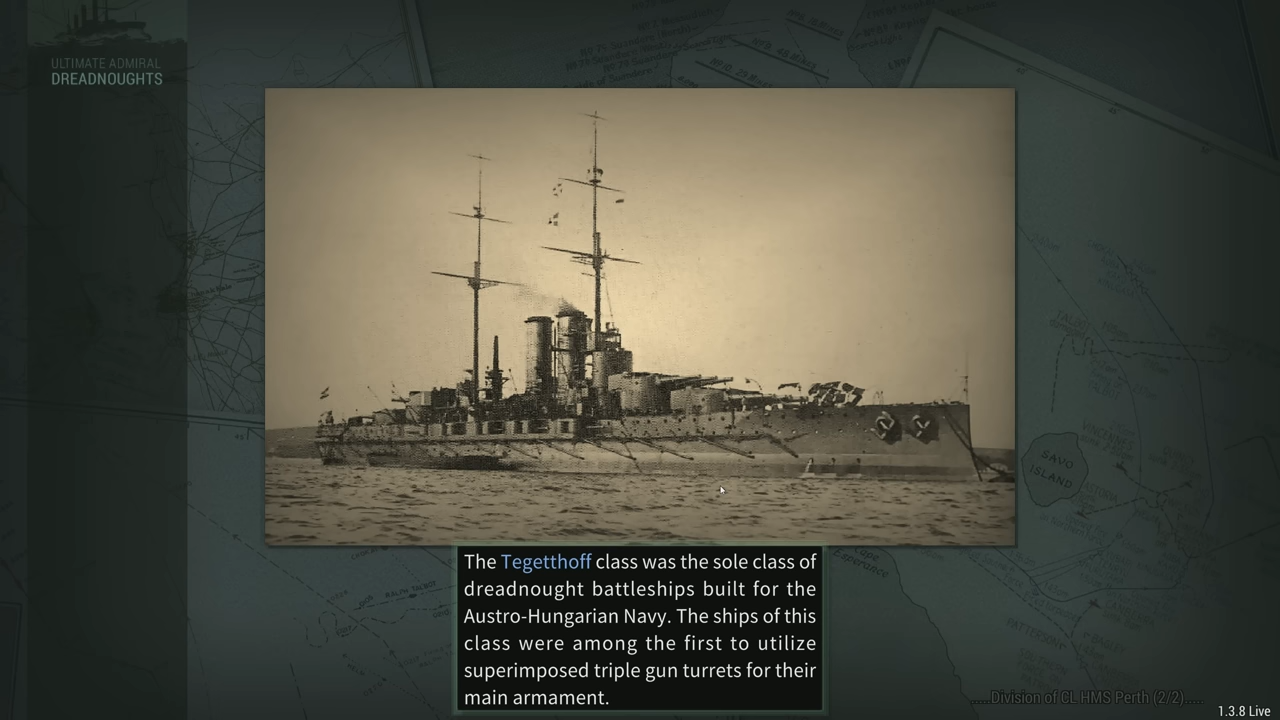 ULTIMATE ADMIRAL
DREADNOUGHTS
SAVO
ISLAND
The Tegetthoff class was the sole class of
dreadnought battleships built for the
Austro-Hungarian Navy. The ships of this
class were among the first to utilize
superimposed triple gun turrets for their
main armament.
.....Division of CL HMS Perth (2/2).....
1.3.8 Live